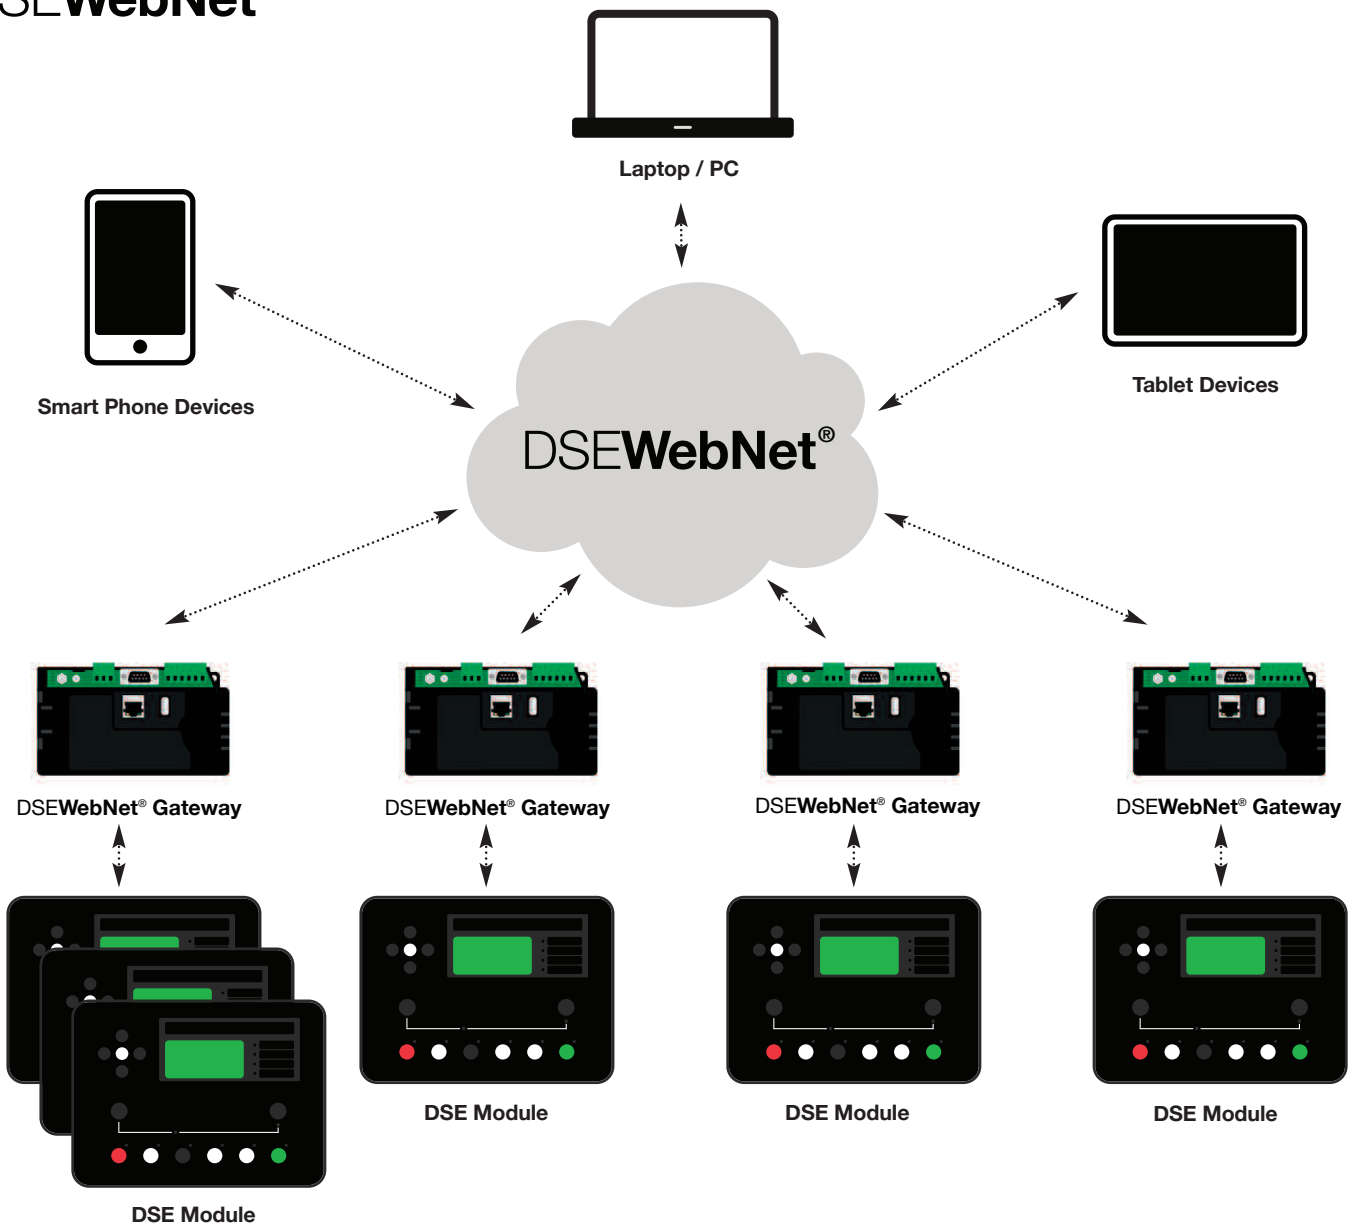 DSEWebNet
Laptop / PC
Smart Phone Devices
Tablet Devices
DSEWebNet®
DSEWebNet® Gateway
DSEWebNet® Gateway
DSEWebNet® Gateway
DSEWebNet® Gateway
DSE Module
DSE Module
DSE Module
DSE Module